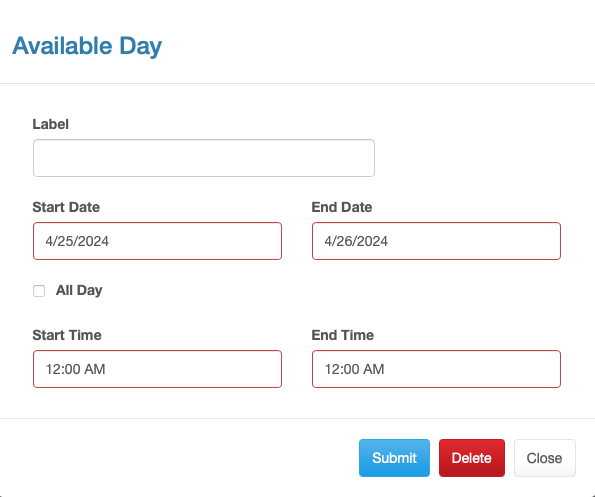 Available Day
Label
Start Date End Date
4/25/2024 4/26/2024
All Day
Start Time End Time
12:00 AM 12:00 AM
Submit Delete Close